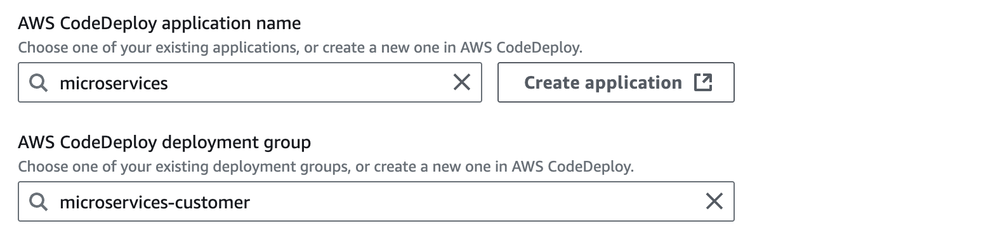 AWS CodeDeploy application name
Choose one of your existing applications, or create a new one in AWS CodeDeploy.
microservices
Create application
AWS CodeDeploy deployment group
Choose one of your existing deployment groups, or create a new one in AWS CodeDeploy.
microservices-customer